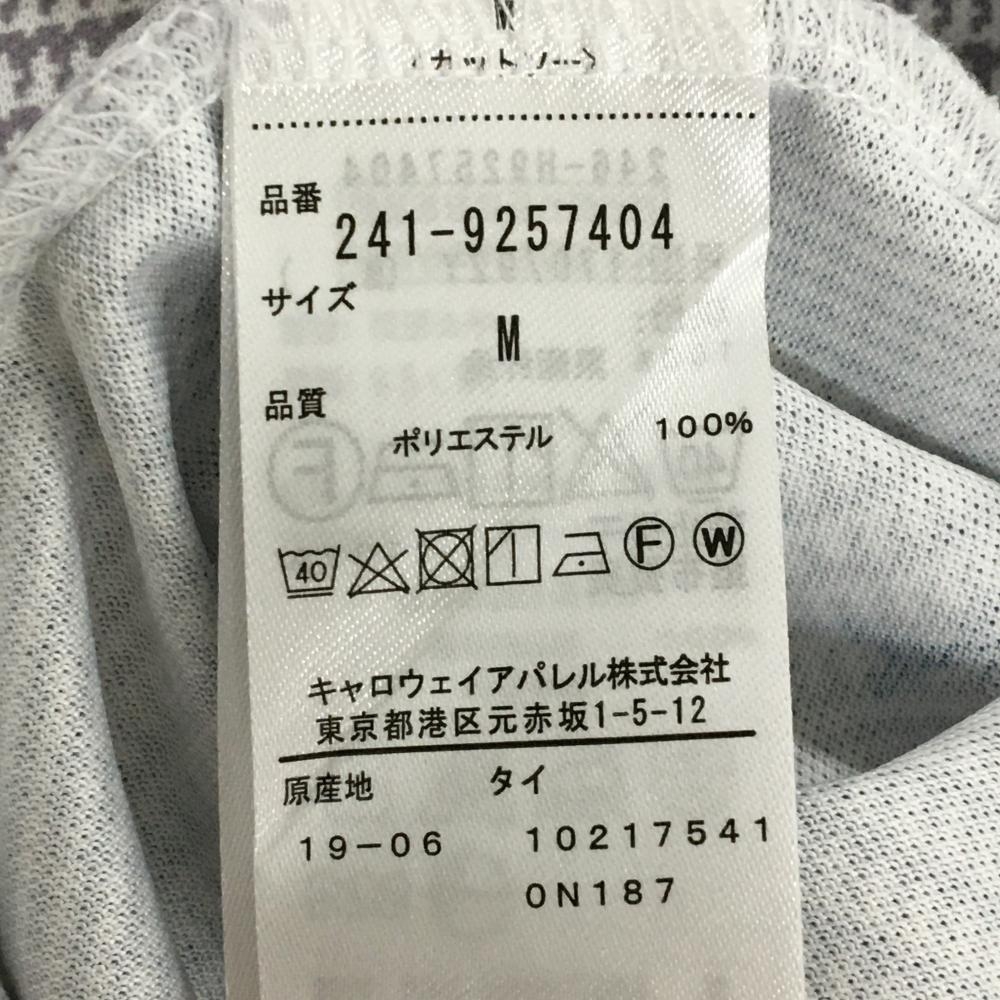 M
品番
241-9257404
サイズ
M
品質
ポリエステル 100%
40 F W
キャロウェイアパレル株式会社
東京都港区元赤坂1-5-12
原産地 タイ
19-06 10217541
0N187